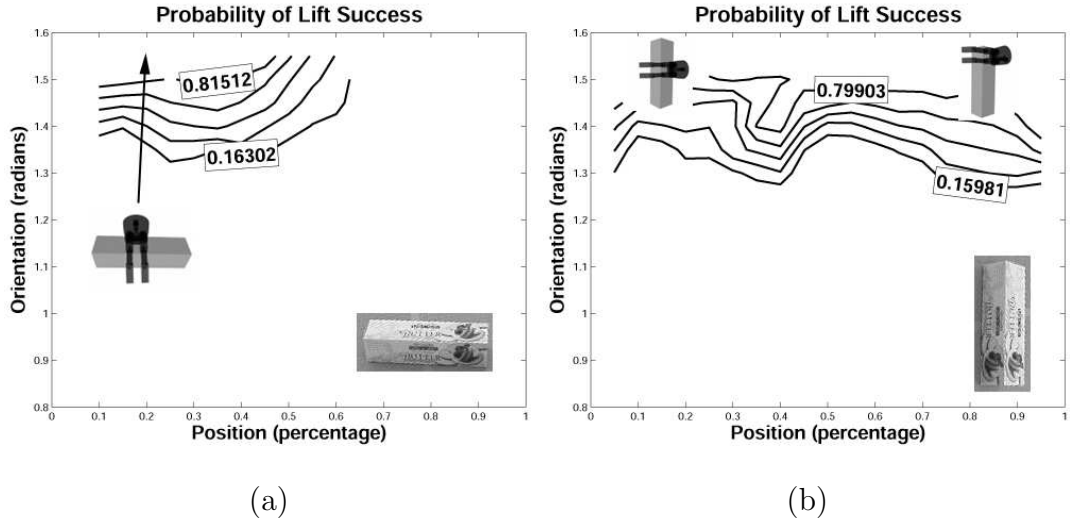 Probability of Lift Success
1.6
1.5
1.4
1.3
1.2
1.1
1
0.9
0.8
Orientation (radians)
0.81512
0.16302
0.1 0.2 0.3 0.4 0.5 0.6 0.7 0.8 0.9 1
Position (percentage)
(a)
Probability of Lift Success
1.6
1.5
1.4
1.3
1.2
1.1
1
0.9
0.8
Orientation (radians)
0.79903
0.15981
0 0.1 0.2 0.3 0.4 0.5 0.6 0.7 0.8 0.9 1
Position (percentage)
(b)